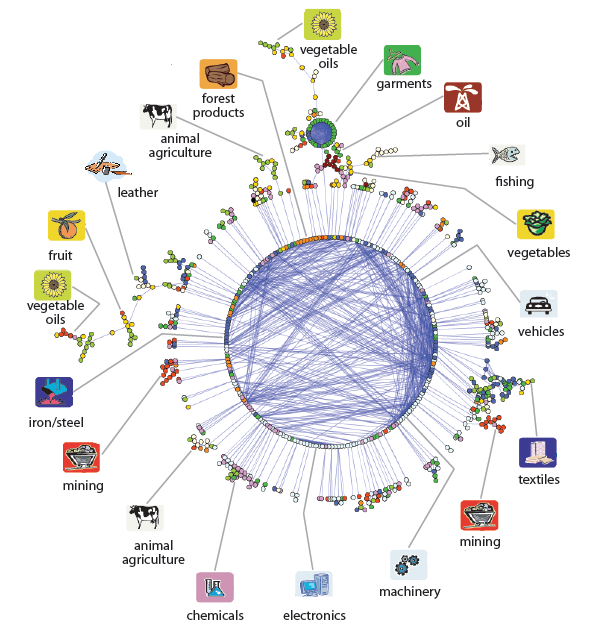 vegetable
oils
garments
forest
products
oil
animal
agriculture
fishing
leather
vegetables
fruit
vegetable
oils
vehicles
iron/steel
mining
textiles
mining
animal
agriculture
machinery
chemicals
electronics